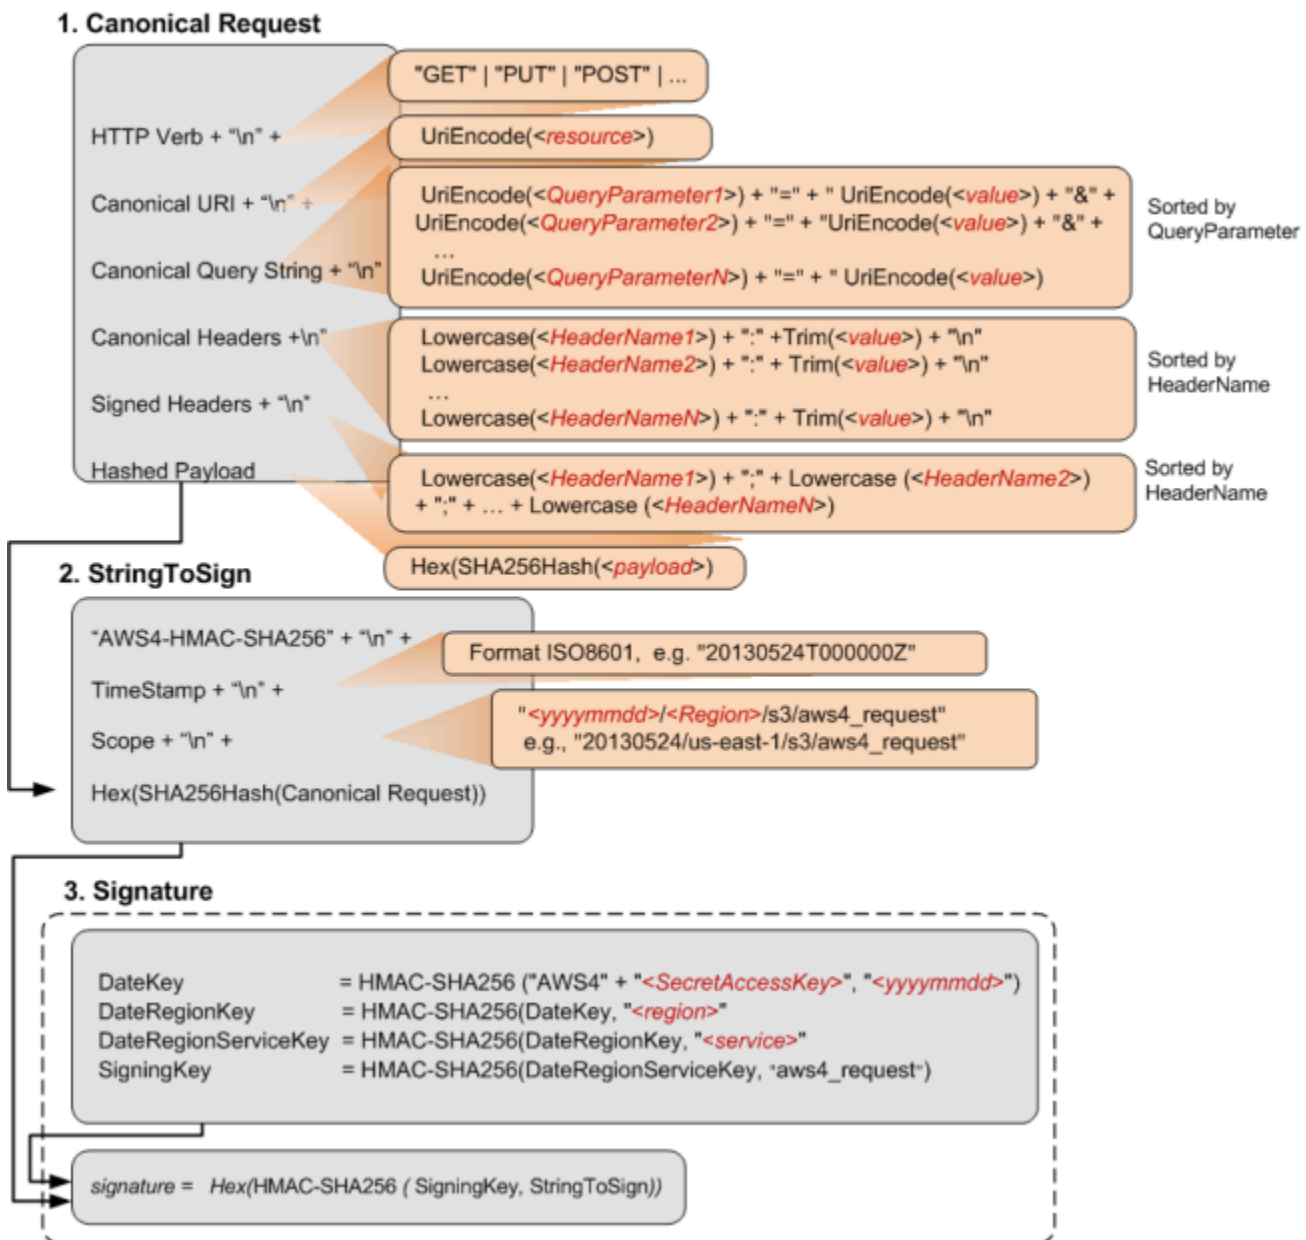 1. Canonical Request
"GET" | "PUT" | "POST" | ...
HTTP Verb + “\n” +
UriEncode(<resource>)
Canonical URI + “\n” +
UriEncode(<QueryParameter1>) + "=" + " UriEncode(<value>) + "&" +
UriEncode(<QueryParameter2>) + "=" + "UriEncode(<value>) + "&" +
...
UriEncode(<QueryParameterN>) + "=" + " UriEncode(<value>)
Sorted by
QueryParameter
Canonical Query String + “\n”
Canonical Headers +\n”
Lowercase(<HeaderName1>) + ":" +Trim(<value>) + "\n"
Lowercase(<HeaderName2>) + ":" + Trim(<value>) + "\n"
...
Lowercase(<HeaderNameN>) + ":" + Trim(<value>) + "\n"
Sorted by
HeaderName
Signed Headers + “\n”
Hashed Payload
Lowercase(<HeaderName1>) + ";" + Lowercase (<HeaderName2>)
+ ";" + ... + Lowercase (<HeaderNameN>)
Sorted by
HeaderName
Hex(SHA256Hash(<payload>)
2. StringToSign
“AWS4-HMAC-SHA256” + “\n” +
Format ISO8601, e.g. "20130524T000000Z"
TimeStamp + “\n” +
"<yyyymmdd>/<Region>/s3/aws4_request"
e.g., "20130524/us-east-1/s3/aws4_request"
Scope + “\n” +
Hex(SHA256Hash(Canonical Request))
3. Signature
DateKey = HMAC-SHA256 ("AWS4" + "<SecretAccessKey>", "<yyyymmdd>")
DateRegionKey = HMAC-SHA256(DateKey, "<region>"
DateRegionServiceKey = HMAC-SHA256(DateRegionKey, "<service>"
SigningKey = HMAC-SHA256(DateRegionServiceKey, "aws4_request")
signature = Hex(HMAC-SHA256 ( SigningKey, StringToSign))